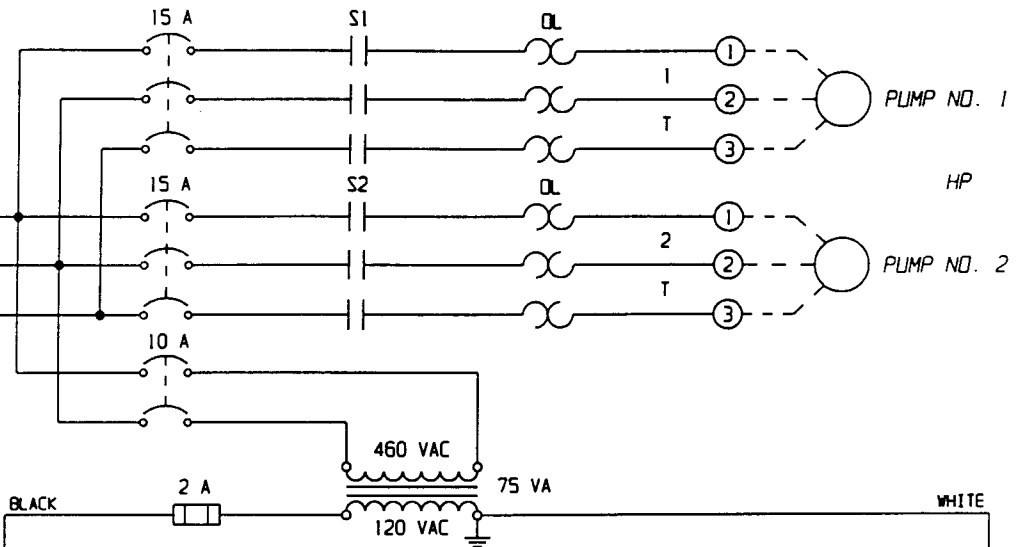 15 A S1 OL
1
1
2 PUMP NO. 1
T
3
HP
15 A S2 OL
1
2
2 PUMP NO. 2
T
3
10 A
460 VAC
75 VA
BLACK 2 A WHITE
120 VAC